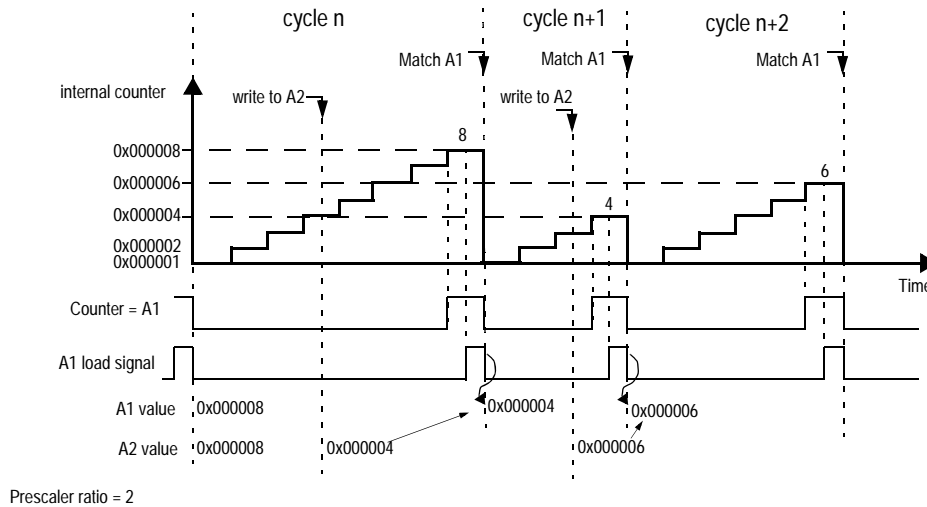 cycle n
cycle n+1
cycle n+2
Match A1
Match A1
Match A1
internal counter
write to A2
write to A2
0x000008
8
0x000006
6
0x000004
4
0x000002
0x000001
Time
Counter = A1
A1 load signal
A1 value
0x000008
0x000004
0x000006
A2 value
0x000008
0x000004
0x000006
Prescaler ratio = 2